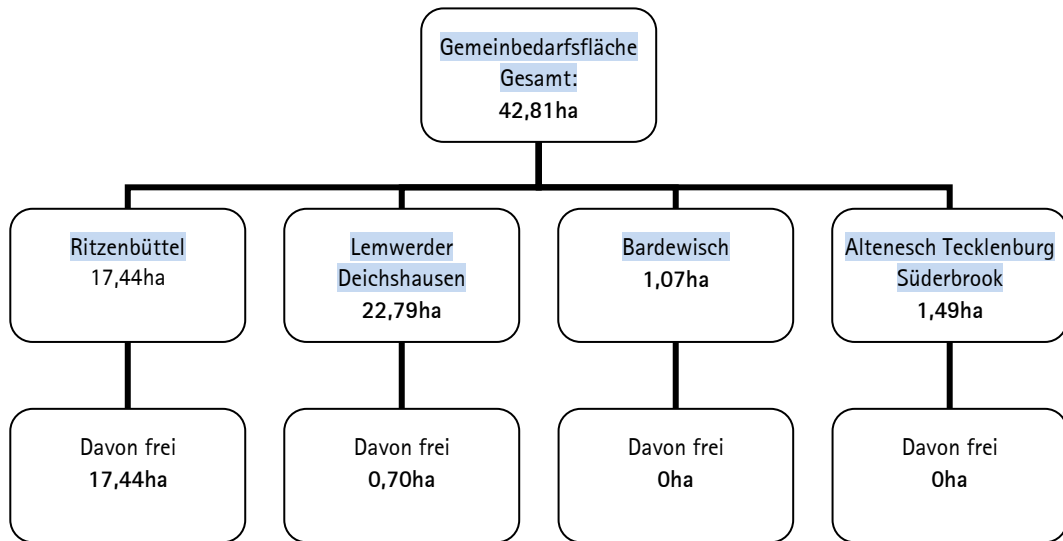 Gemeinbedarfsfläche
Gesamt:
42,81ha
Ritzenbüttel
17,44ha
Lemwerder
Deichshausen
22,79ha
Bardewisch
1,07ha
Altenesch Tecklenburg
Süderbrook
1,49ha
Davon frei
17,44ha
Davon frei
0,70ha
Davon frei
0ha
Davon frei
0ha